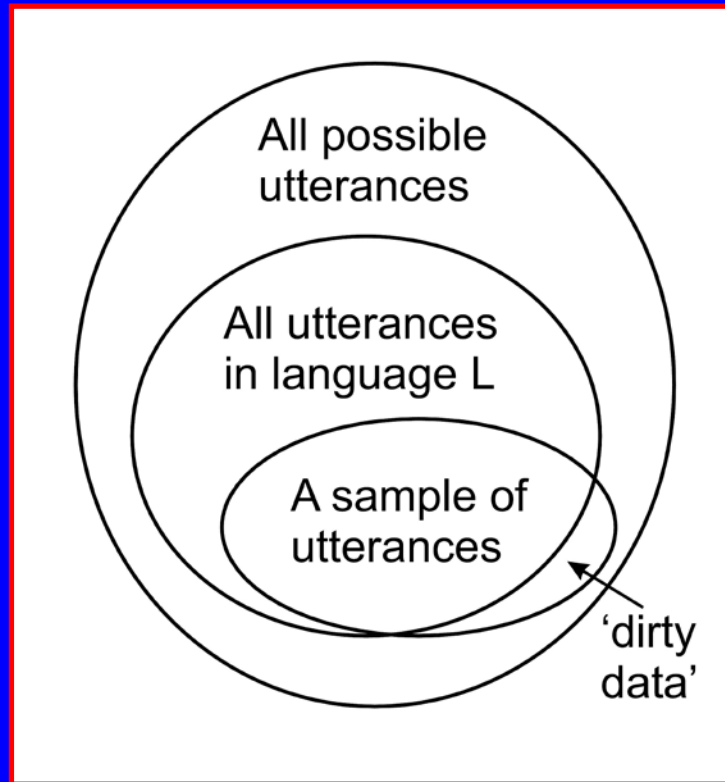 All possible
utterances
All utterances
in language L
A sample of
utterances
‘dirty
data’